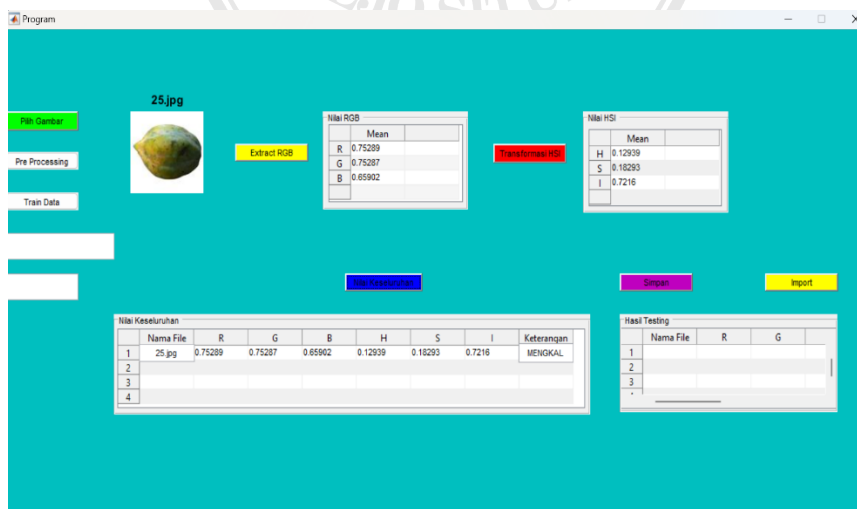 Program
25.jpg
Pilih Gambar
Pre Processing
Train Data
Extract RGB
Nilai RGB
Mean
R 0.75289
G 0.75287
B 0.65902
Transformasi HSI
Nilai HSI
Mean
H 0.12939
S 0.18293
I 0.7216
Nilai Keseluruhan
Simpan
Import
Nilai Keseluruhan
Nama File R G B H S I Keterangan
1 25.jpg 0.75289 0.75287 0.65902 0.12939 0.18293 0.7216 MENGKAL
2
3
4
Hasil Testing
Nama File R G
1
2
3